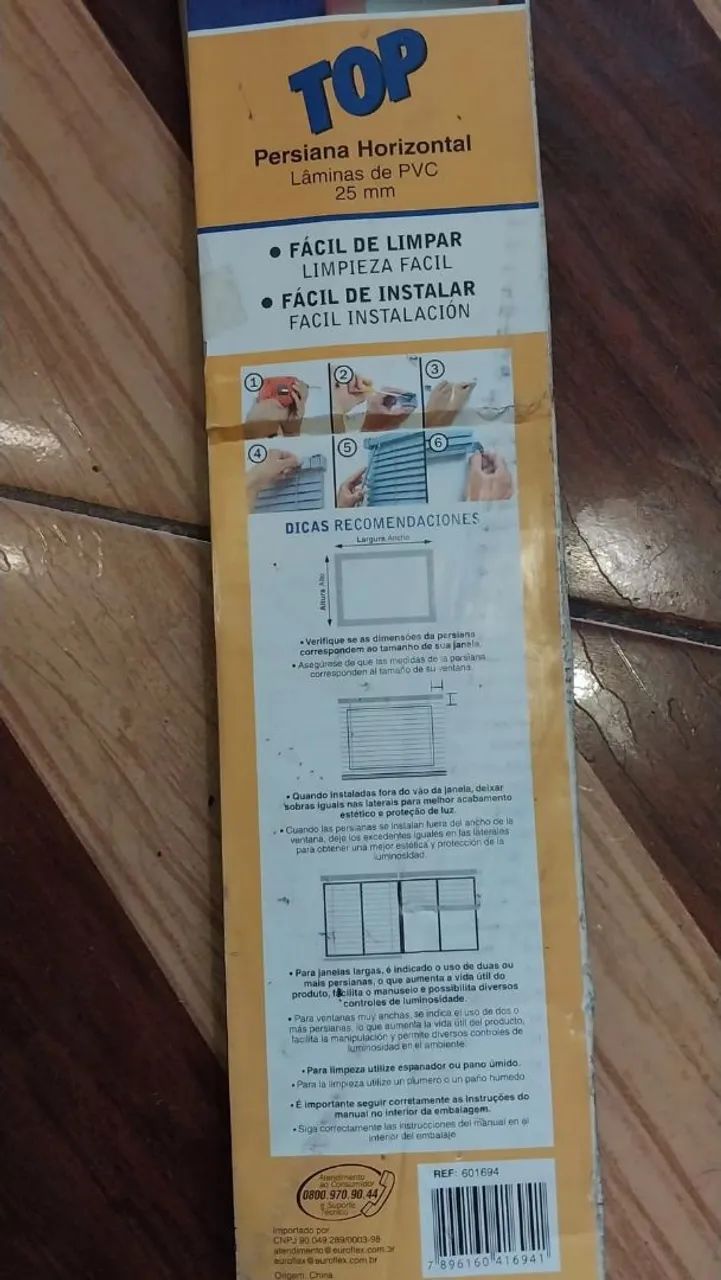 TOP
Persiana Horizontal
Lâminas de PVC
25 mm
• FÁCIL DE LIMPAR
LIMPIEZA FACIL
• FÁCIL DE INSTALAR
FACIL INSTALACIÓN
1
2
3
4
5
6
DICAS RECOMENDACIONES
Largura Ancho
Altura Alto
• Verifique se as dimensões da persiana
correspondem ao tamanho de sua janela.
• Asegúrese de que las medidas de la persiana
corresponden al tamaño de su ventana.
• Quando instaladas fora do vão da janela, deixar
sobras iguais nas laterais para melhor acabamento
estético e proteção de luz.
• Cuando las persianas se instalan fuera del ancho de la
ventana, deje los excedentes iguales en las laterales
para obtener una mejor estética y protección de la
luminosidad.
• Para janelas largas, é indicado o uso de duas ou
mais persianas, o que aumenta a vida útil do
produto, facilita o manuseio e possibilita diversos
controles de luminosidade.
• Para ventanas muy anchas, se indica el uso de dos o
más persianas, lo que aumenta la vida útil del producto,
facilita la manipulación y permite diversos controles de
luminosidad en el ambiente.
• Para limpeza utilize espanador ou pano úmido.
• Para la limpieza utilize un plumero o un paño humedo
• É importante seguir corretamente as instruções do
manual no interior da embalagem.
• Siga correctamente las instrucciones del manual en el
interior del embalaje
Atendimento
ao Consumidor
0800.970.90.44
e Suporte
Técnico
REF: 601694
Importado por
CNPJ 90.049.289/0003-98
atendimento@euroflex.com.br
euroflex@euroflex.com.br
Origem: China
7 896160 416941